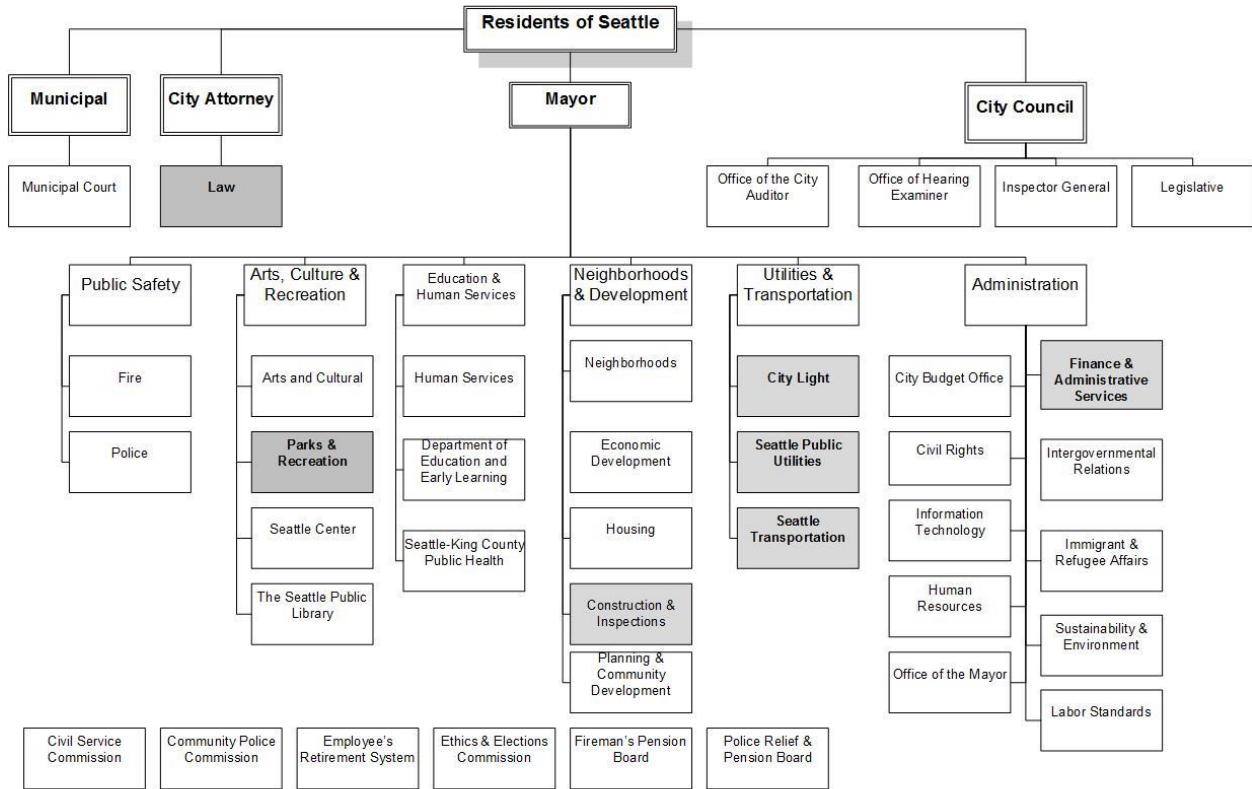 Residents of Seattle
Municipal
City Attorney
Mayor
City Council
Municipal Court
Law
Office of the City
Auditor
Office of Hearing
Examiner
Inspector General
Legislative
Public Safety
Fire
Police
Arts, Culture &
Recreation
Arts and Cultural
Parks &
Recreation
Seattle Center
The Seattle Public
Library
Education &
Human Services
Human Services
Department of
Education and
Early Learning
Seattle-King County
Public Health
Neighborhoods
& Development
Neighborhoods
Economic
Development
Housing
Construction &
Inspections
Planning &
Community
Development
Utilities &
Transportation
City Light
Seattle Public
Utilities
Seattle
Transportation
Administration
City Budget Office
Civil Rights
Information
Technology
Human
Resources
Office of the Mayor
Finance &
Administrative
Services
Intergovernmental
Relations
Immigrant &
Refugee Affairs
Sustainability &
Environment
Labor Standards
Civil Service
Commission
Community Police
Commission
Employee's
Retirement System
Ethics & Elections
Commission
Fireman's Pension
Board
Police Relief &
Pension Board